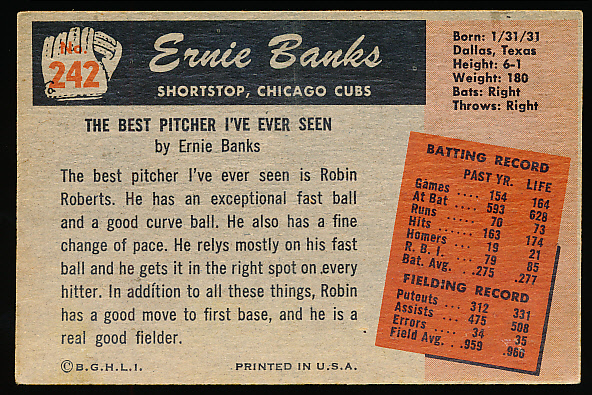 No. 242
Ernie Banks
SHORTSTOP, CHICAGO CUBS
Born: 1/31/31
Dallas, Texas
Height: 6-1
Weight: 180
Bats: Right
Throws: Right
THE BEST PITCHER I'VE EVER SEEN
by Ernie Banks
The best pitcher I've ever seen is Robin
Roberts. He has an exceptional fast ball
and a good curve ball. He also has a fine
change of pace. He relys mostly on his fast
ball and he gets it in the right spot on every
hitter. In addition to all these things, Robin
has a good move to first base, and he is a
real good fielder.
BATTING RECORD
PAST YR. LIFE
Games .... 154 164
At Bat .... 593 628
Runs .... 70 73
Hits .... 163 174
Homers .... 19 21
R. B. I. .... 79 85
Bat. Avg. .. .275 .277
FIELDING RECORD
Putouts ... 312 331
Assists .... 475 508
Errors .... 34 35
Field Avg. .. .959 .966
© B.G.H.L.I. PRINTED IN U.S.A.